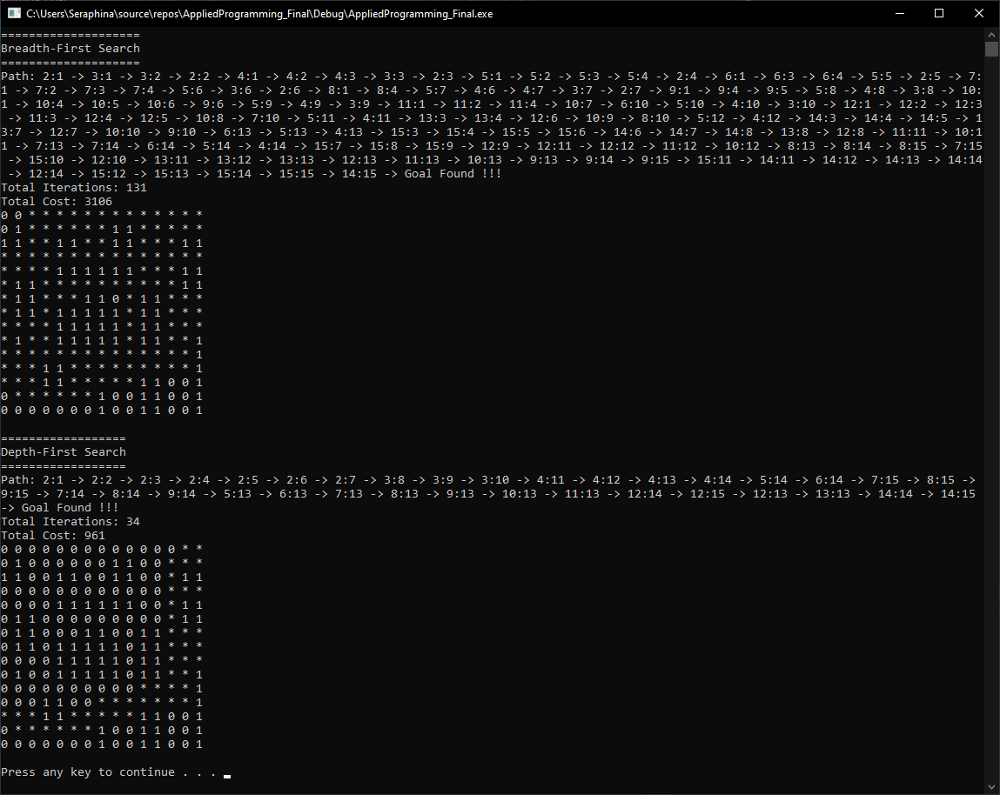 C:\Users\Seraphina\source\repos\AppliedProgramming_Final\Debug\AppliedProgramming_Final.exe
====================
Breadth-First Search
====================
Path: 2:1 -> 3:1 -> 3:2 -> 2:2 -> 4:1 -> 4:2 -> 4:3 -> 3:3 -> 2:3 -> 5:1 -> 5:2 -> 5:3 -> 5:4 -> 2:4 -> 6:1 -> 6:3 -> 6:4 -> 5:5 -> 2:5 -> 7:
1 -> 7:2 -> 7:3 -> 7:4 -> 5:6 -> 3:6 -> 2:6 -> 8:1 -> 8:4 -> 5:7 -> 4:6 -> 4:7 -> 3:7 -> 2:7 -> 9:1 -> 9:4 -> 9:5 -> 5:8 -> 4:8 -> 3:8 -> 10:
1 -> 10:4 -> 10:5 -> 10:6 -> 9:6 -> 5:9 -> 4:9 -> 3:9 -> 11:1 -> 11:2 -> 11:4 -> 10:7 -> 6:10 -> 5:10 -> 4:10 -> 3:10 -> 12:1 -> 12:2 -> 12:3
 -> 11:3 -> 12:4 -> 12:5 -> 10:8 -> 7:10 -> 5:11 -> 4:11 -> 13:3 -> 13:4 -> 12:6 -> 10:9 -> 8:10 -> 5:12 -> 4:12 -> 14:3 -> 14:4 -> 14:5 -> 1
3:7 -> 12:7 -> 10:10 -> 9:10 -> 6:13 -> 5:13 -> 4:13 -> 15:3 -> 15:4 -> 15:5 -> 15:6 -> 14:6 -> 14:7 -> 14:8 -> 13:8 -> 12:8 -> 11:11 -> 10:1
1 -> 7:13 -> 7:14 -> 6:14 -> 5:14 -> 4:14 -> 15:7 -> 15:8 -> 15:9 -> 12:9 -> 12:11 -> 12:12 -> 11:12 -> 10:12 -> 8:13 -> 8:14 -> 8:15 -> 7:15
 -> 15:10 -> 12:10 -> 13:11 -> 13:12 -> 13:13 -> 12:13 -> 11:13 -> 10:13 -> 9:13 -> 9:14 -> 9:15 -> 15:11 -> 14:11 -> 14:12 -> 14:13 -> 14:14
 -> 12:14 -> 15:12 -> 15:13 -> 15:14 -> 15:15 -> 14:15 -> Goal Found !!!
Total Iterations: 131
Total Cost: 3106
0 0 * * * * * * * * * * * * *
0 1 * * * * * * 1 1 * * * * *
1 1 * * 1 1 * * 1 1 * * * 1 1
* * * * * * * * * * * * * * *
* * * * 1 1 1 1 1 1 * * * 1 1
* 1 1 * * * * * * * * * * 1 1
* 1 1 * * * 1 1 0 * 1 1 * * *
* 1 1 * 1 1 1 1 1 * 1 1 * * *
* * * * 1 1 1 1 1 * 1 1 * * *
* 1 * * 1 1 1 1 1 * 1 1 * * 1
* * * * * * * * * * * * * * 1
* * * 1 1 * * * * * * * * * 1
* * * 1 1 * * * * * 1 1 0 0 1
0 * * * * * * 1 0 0 1 1 0 0 1
0 0 0 0 0 0 0 1 0 0 1 1 0 0 1
==================
Depth-First Search
==================
Path: 2:1 -> 2:2 -> 2:3 -> 2:4 -> 2:5 -> 2:6 -> 2:7 -> 3:8 -> 3:9 -> 3:10 -> 4:11 -> 4:12 -> 4:13 -> 4:14 -> 5:14 -> 6:14 -> 7:15 -> 8:15 ->
9:15 -> 7:14 -> 8:14 -> 9:14 -> 5:13 -> 6:13 -> 7:13 -> 8:13 -> 9:13 -> 10:13 -> 11:13 -> 12:14 -> 12:15 -> 12:13 -> 13:13 -> 14:14 -> 14:15
-> Goal Found !!!
Total Iterations: 34
Total Cost: 961
0 0 0 0 0 0 0 0 0 0 0 0 0 * *
0 1 0 0 0 0 0 0 1 1 0 0 * * *
1 1 0 0 1 1 0 0 1 1 0 0 * 1 1
0 0 0 0 0 0 0 0 0 0 0 0 * * *
0 0 0 0 1 1 1 1 1 1 0 0 * 1 1
0 1 1 0 0 0 0 0 0 0 0 0 * 1 1
0 1 1 0 0 0 1 1 0 0 1 1 * * *
0 1 1 0 1 1 1 1 1 0 1 1 * * *
0 0 0 0 1 1 1 1 1 0 1 1 * * *
0 1 0 0 1 1 1 1 1 0 1 1 * * 1
0 0 0 0 0 0 0 0 0 0 * * * * 1
0 0 0 1 1 0 0 * * * * * * * 1
* * * 1 1 * * * * * 1 1 0 0 1
0 * * * * * * 1 0 0 1 1 0 0 1
0 0 0 0 0 0 0 1 0 0 1 1 0 0 1
Press any key to continue . . .